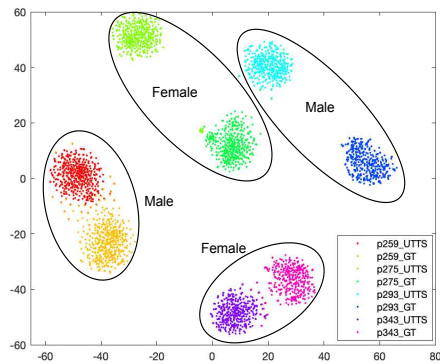 60
40
20
0
-20
-40
-60
-60
-40
-20
0
20
40
60
80
Female
Male
Male
Female
p259_UTTS
p259_GT
p275_UTTS
p275_GT
p293_UTTS
p293_GT
p343_UTTS
p343_GT